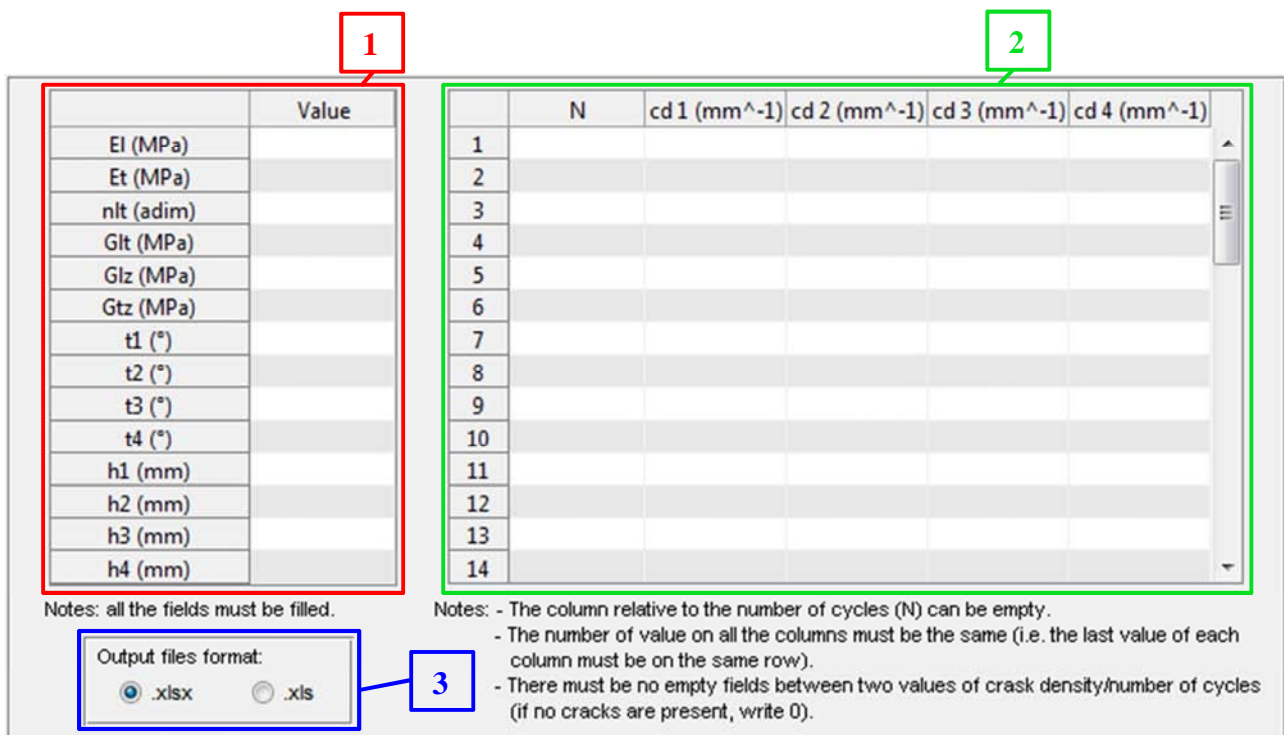 1
2
Value
El (MPa)
Et (MPa)
nlt (adim)
Glt (MPa)
Glz (MPa)
Gtz (MPa)
t1 (°)
t2 (°)
t3 (°)
t4 (°)
h1 (mm)
h2 (mm)
h3 (mm)
h4 (mm)
N cd 1 (mm^-1) cd 2 (mm^-1) cd 3 (mm^-1) cd 4 (mm^-1)
1
2
3
4
5
6
7
8
9
10
11
12
13
14
Notes: all the fields must be filled.
Notes: - The column relative to the number of cycles (N) can be empty.
- The number of value on all the columns must be the same (i.e. the last value of each
column must be on the same row).
- There must be no empty fields between two values of crask density/number of cycles
(if no cracks are present, write 0).
Output files format:
.xlsx .xls
3